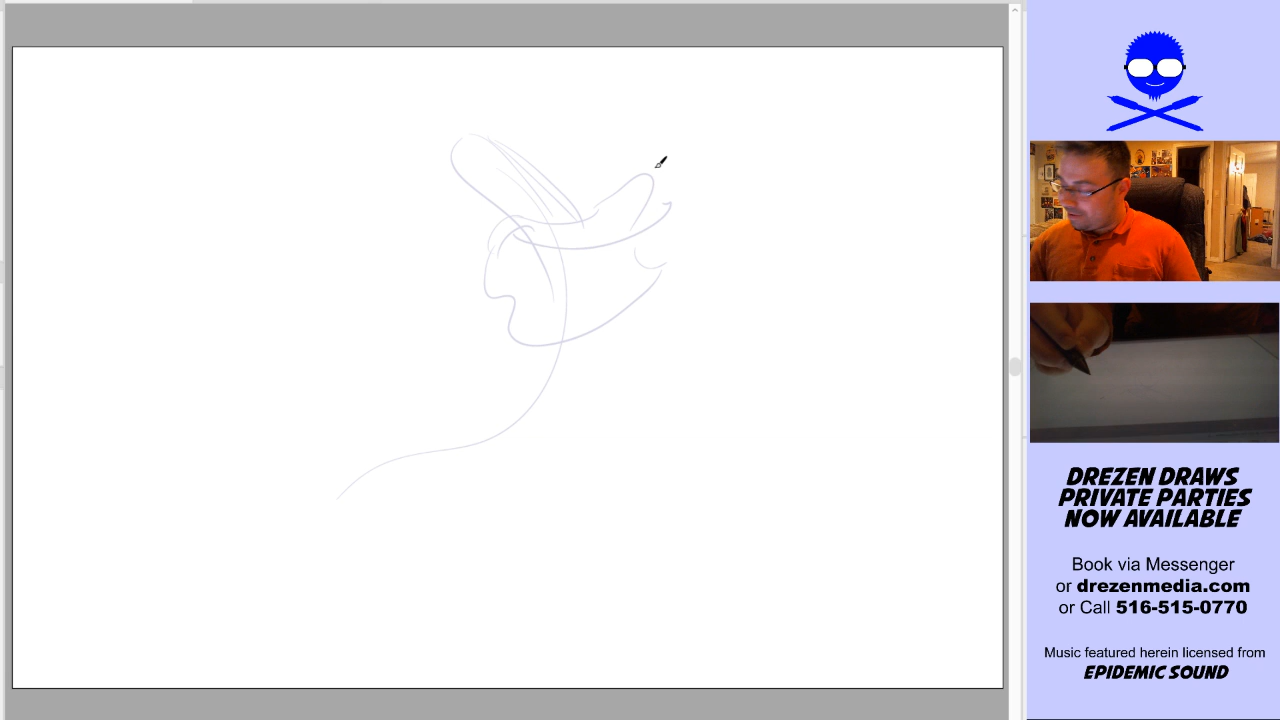 DREZEN DRAWS
PRIVATE PARTIES
NOW AVAILABLE
Book via Messenger
or drezenmedia.com
or Call 516-515-0770
Music featured herein licensed from
EPIDEMIC SOUND